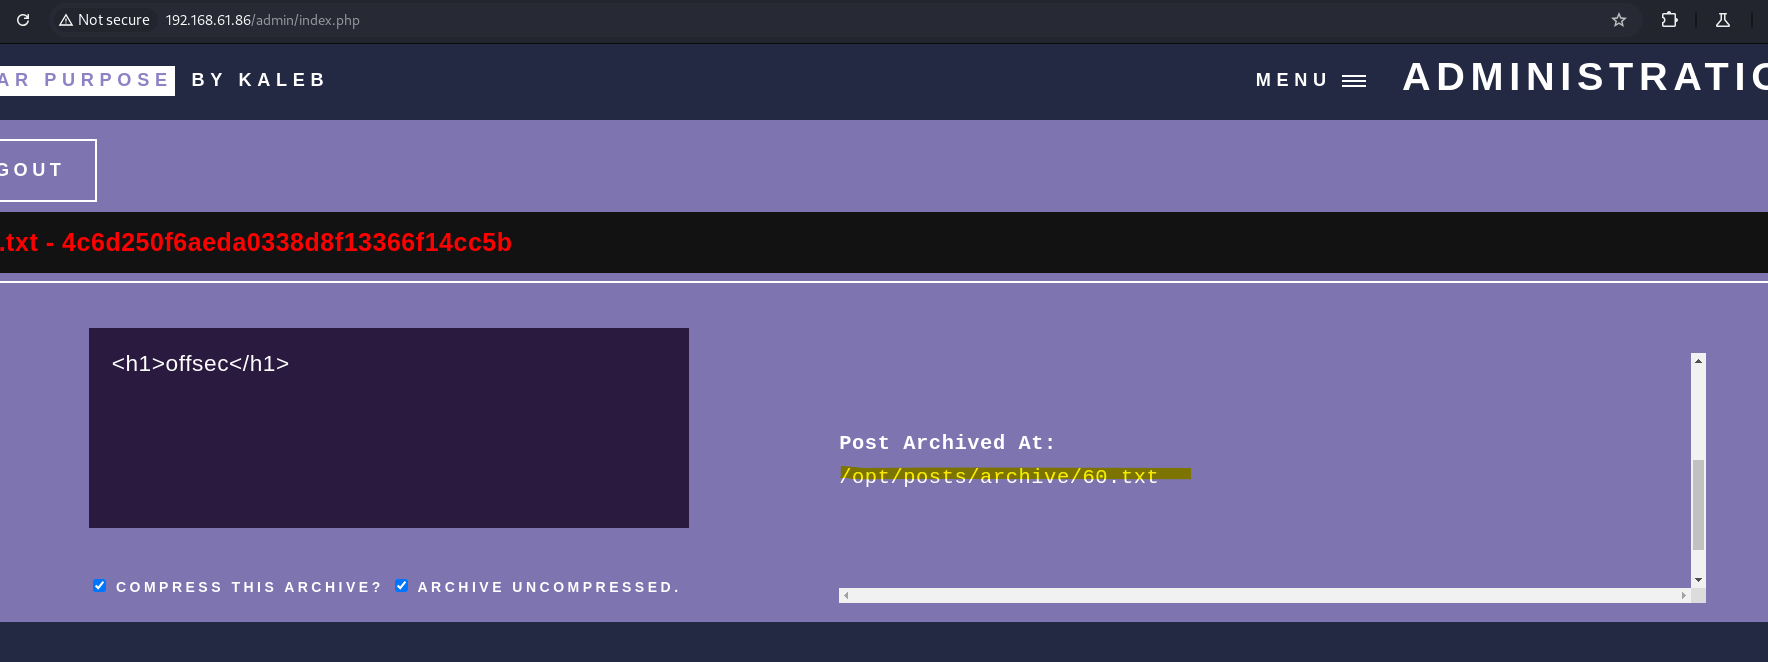 Not secure 192.168.61.86/admin/index.php
AR PURPOSE BY KALEB MENU ADMINISTRATIO
GOUT
.txt - 4c6d250f6aeda0338d8f13366f14cc5b
<h1>offsec</h1>
Post Archived At:
/opt/posts/archive/60.txt
COMPRESS THIS ARCHIVE? ARCHIVE UNCOMPRESSED.